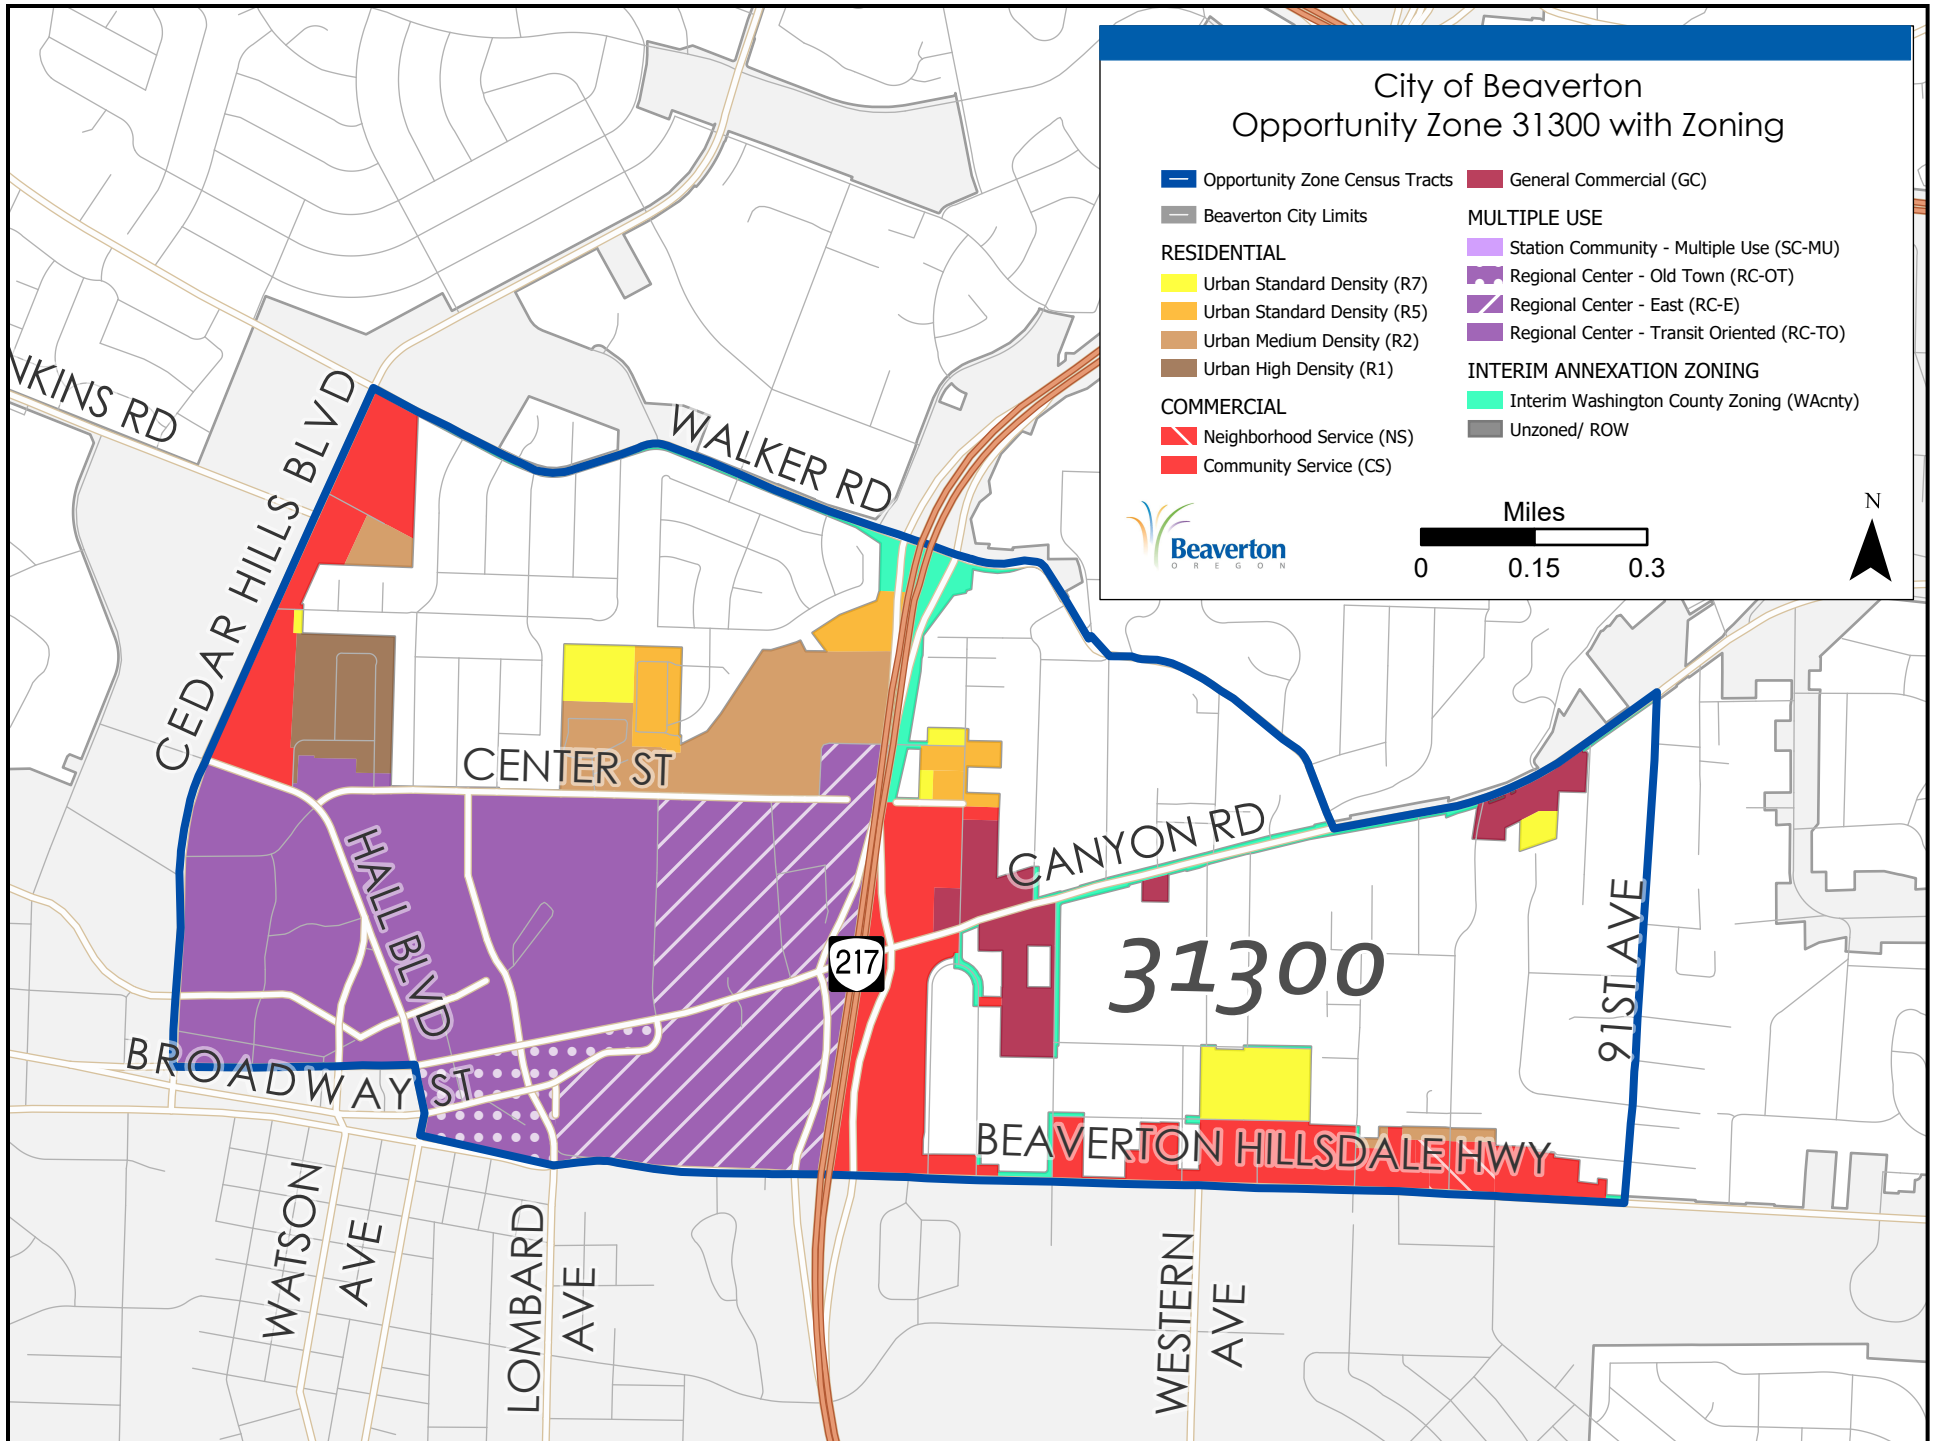 City of Beaverton
Opportunity Zone 31300 with Zoning
Opportunity Zone Census Tracts
Beaverton City Limits
RESIDENTIAL
Urban Standard Density (R7)
Urban Standard Density (R5)
Urban Medium Density (R2)
Urban High Density (R1)
COMMERCIAL
Neighborhood Service (NS)
Community Service (CS)
General Commercial (GC)
MULTIPLE USE
Station Community - Multiple Use (SC-MU)
Regional Center - Old Town (RC-OT)
Regional Center - East (RC-E)
Regional Center - Transit Oriented (RC-TO)
INTERIM ANNEXATION ZONING
Interim Washington County Zoning (WAcnty)
Unzoned/ ROW
Beaverton
OREGON
Miles
0 0.15 0.3
N
NKINS RD
CEDAR HILLS BLVD
WALKER RD
CENTER ST
HALL BLVD
CANYON RD
217
31300
91ST AVE
BROADWAY ST
BEAVERTON HILLSDALE HWY
WATSON
AVE
LOMBARD
AVE
WESTERN
AVE